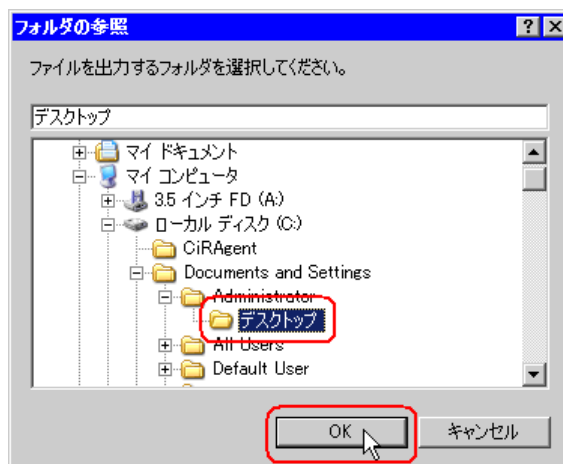 フォルダの参照
ファイルを出力するフォルダを選択してください。
デスクトップ
マイ ドキュメント
マイ コンピュータ
3.5 インチ FD (A:)
ローカル ディスク (C:)
CiRAgent
Documents and Settings
Administrator
デスクトップ
All Users
Default User
OK キャンセル